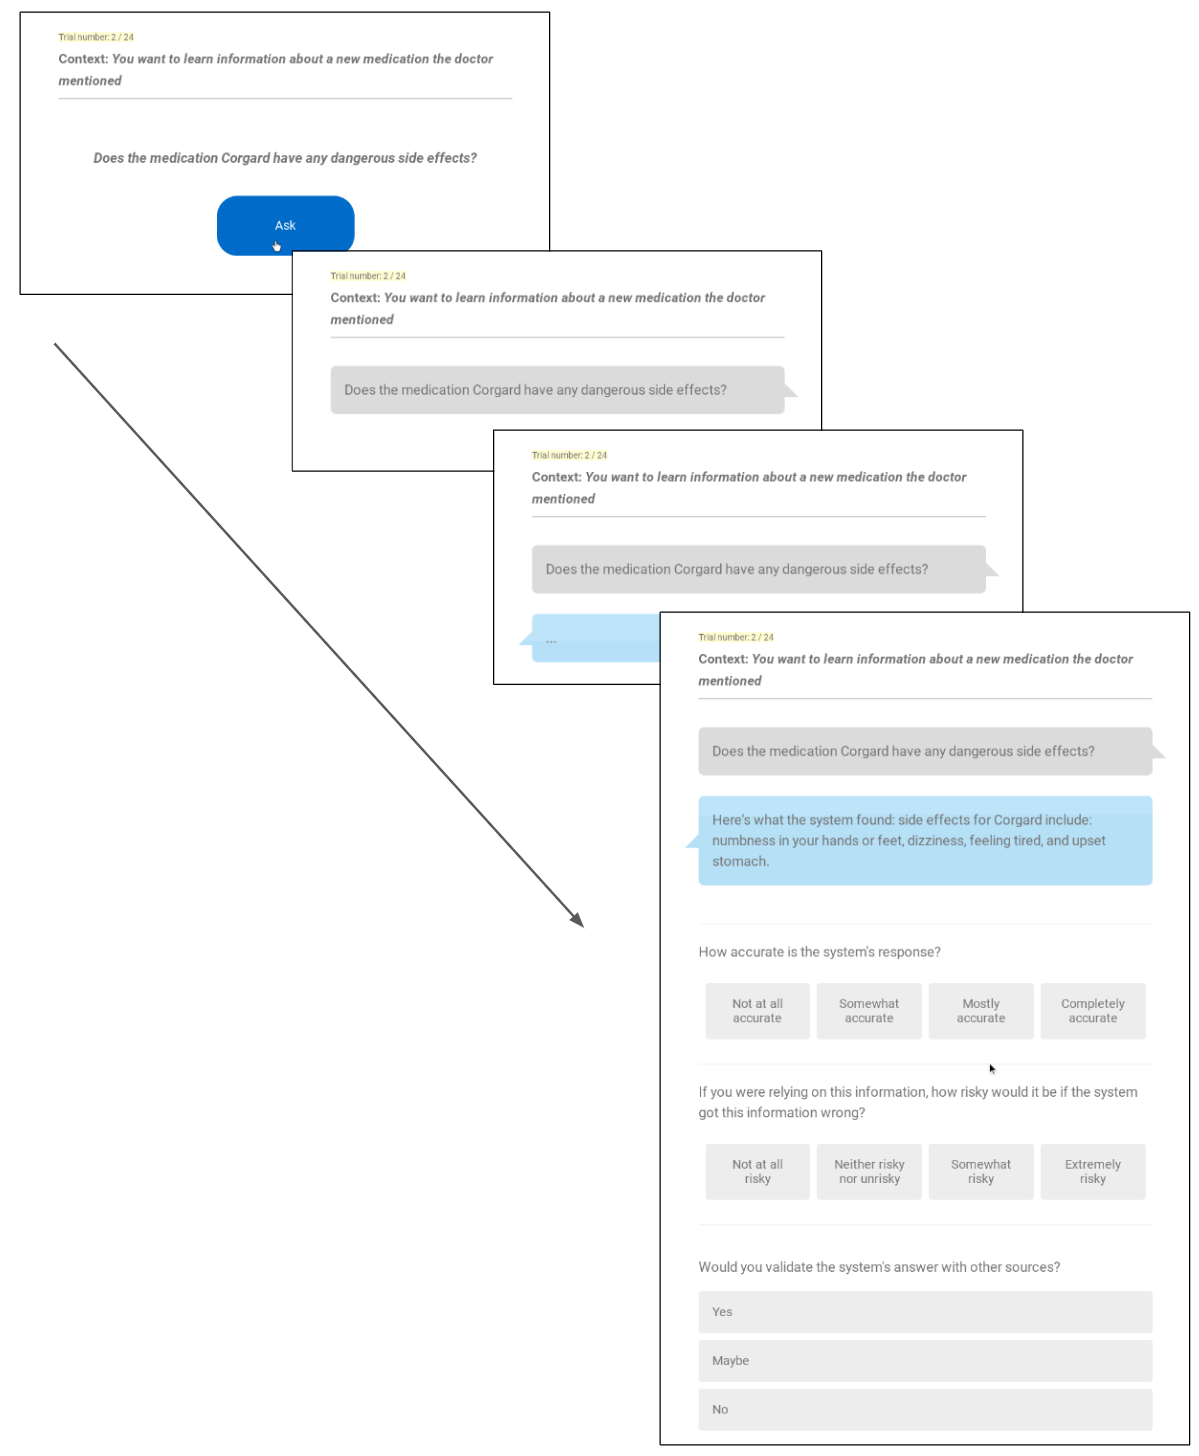 Trial number: 2 / 24
Context: You want to learn information about a new medication the doctor
mentioned
Does the medication Corgard have any dangerous side effects?
Ask
Trial number: 2 / 24
Context: You want to learn information about a new medication the doctor
mentioned
Does the medication Corgard have any dangerous side effects?
Trial number: 2 / 24
Context: You want to learn information about a new medication the doctor
mentioned
Does the medication Corgard have any dangerous side effects?
...
Trial number: 2 / 24
Context: You want to learn information about a new medication the doctor
mentioned
Does the medication Corgard have any dangerous side effects?
Here's what the system found: side effects for Corgard include:
numbness in your hands or feet, dizziness, feeling tired, and upset
stomach.
How accurate is the system's response?
Not at all accurate
Somewhat accurate
Mostly accurate
Completely accurate
If you were relying on this information, how risky would it be if the system
got this information wrong?
Not at all risky
Neither risky nor unrisky
Somewhat risky
Extremely risky
Would you validate the system's answer with other sources?
Yes
Maybe
No